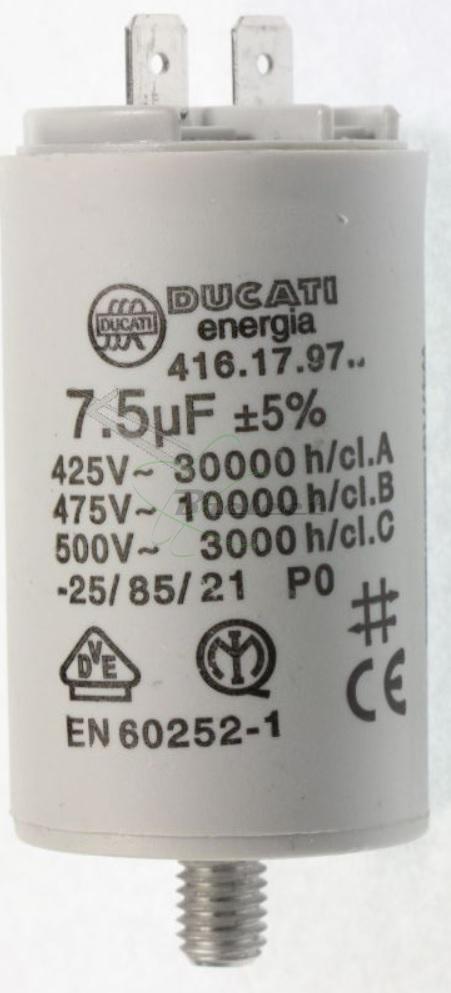 DUCATI
DUCATI
energia
416.17.97..
7.5µF ±5%
425V~ 30000 h/cl.A
475V~ 10000 h/cl.B
500V~ 3000 h/cl.C
-25/85/21 P0
DVE
CE
EN 60252-1